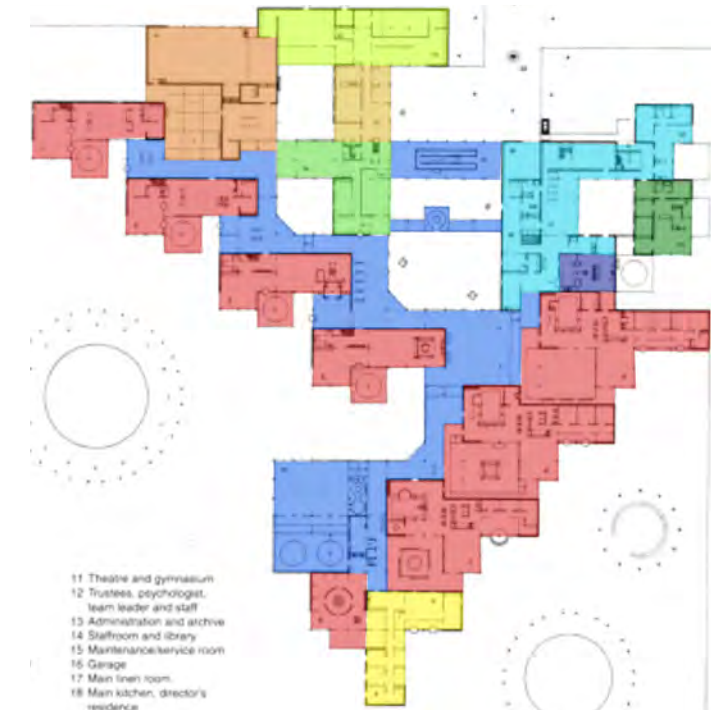 11 Theatre and gymnasium
12 Trustees, psychologist,
team leader and staff
13 Administration and archive
14 Staffroom and library
15 Maintenance/service room
16 Garage
17 Main linen room
18 Main kitchen, director's
residence